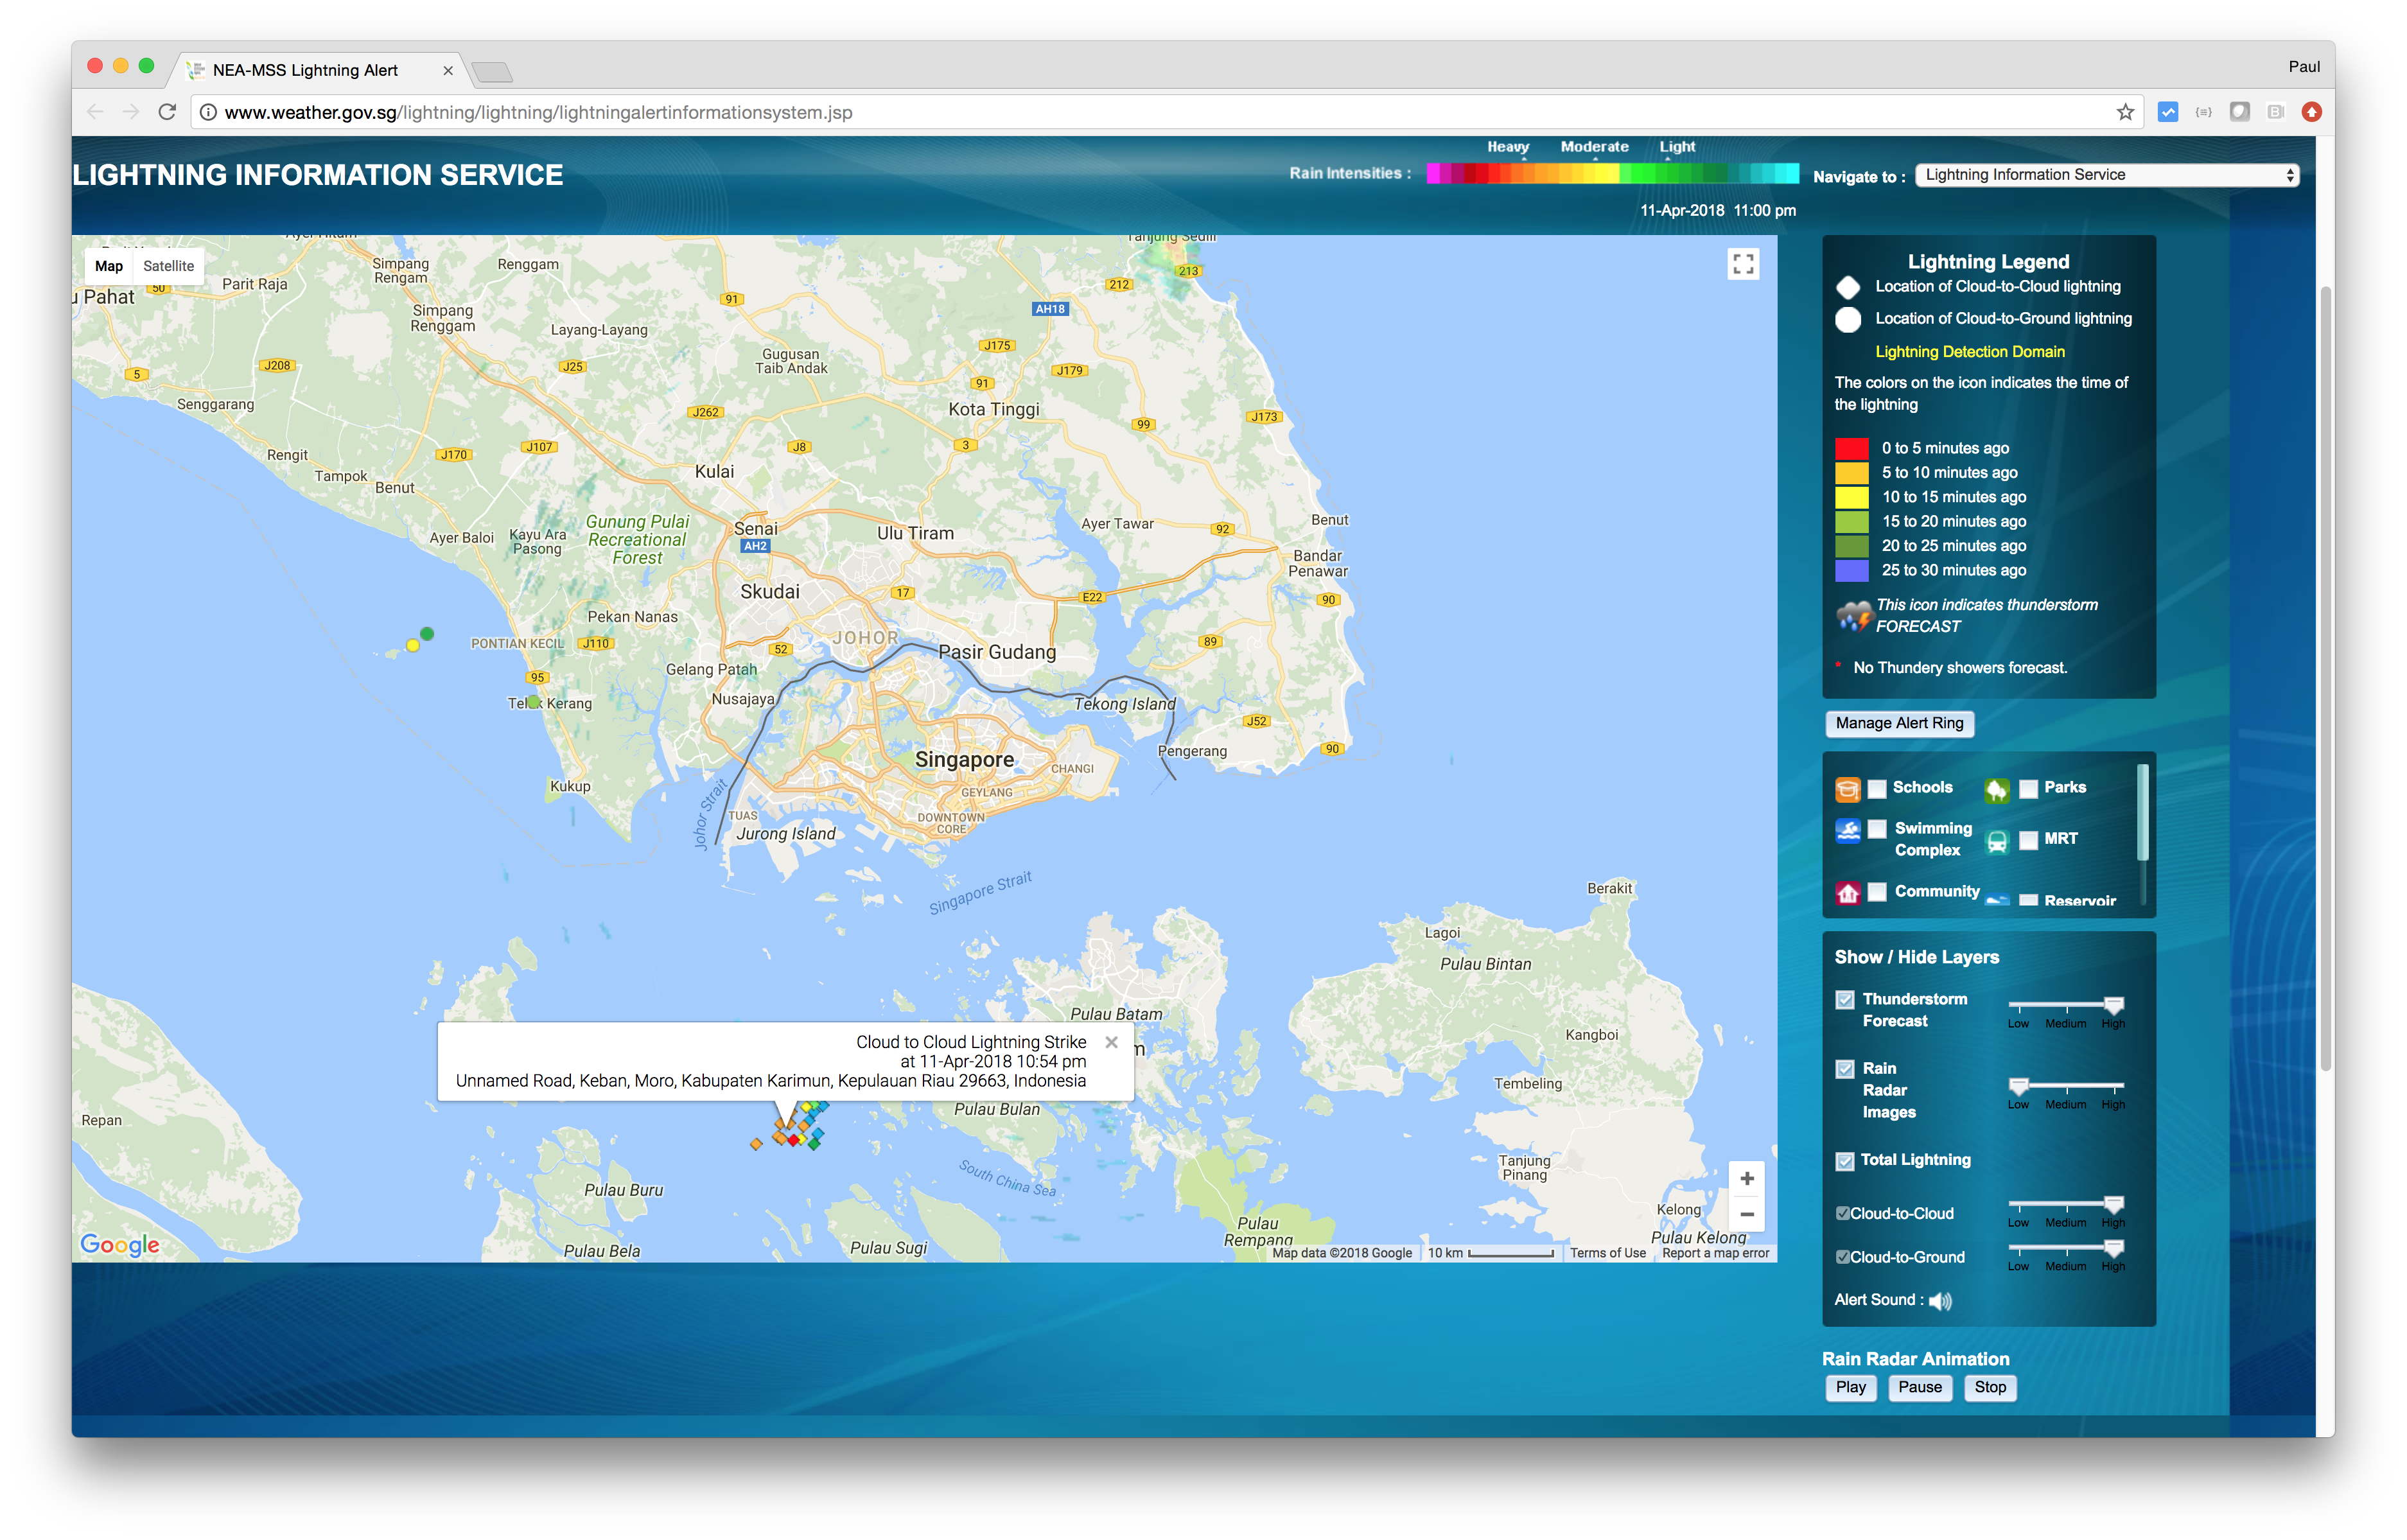 NEA-MSS Lightning Alert
Paul
www.weather.gov.sg/lightning/lightning/lightningalertinformationsystem.jsp
LIGHTNING INFORMATION SERVICE
Heavy Moderate Light
Rain Intensities :
Navigate to : Lightning Information Service
11-Apr-2018 11:00 pm
Map Satellite
Tanjung Sedili
213
Simpang
Rengam
Renggam
212
50
Parit Raja
u Pahat
91
AH18
Simpang
Renggam
Layang-Layang
J175
Gugusan
Taib Andak
J208
J25
J179
5
91
Senggarang
J262
Kota Tinggi
J173
99
J107
J8
3
Rengit
J170
Kulai
Tampok
Benut
Gunung Pulai
Recreational
Forest
Senai
AH2
Ulu Tiram
Ayer Tawar
92
Benut
Ayer Baloi
Kayu Ara
Pasong
Bandar
Penawar
Skudai
17
E22
90
Pekan Nanas
JOHOR
PONTIAN KECIL
J110
52
Pasir Gudang
89
Gelang Patah
95
Nusajaya
Kerang
Tekong Island
J52
Pengerang
90
Singapore
CHANGI
Kukup
GEYLANG
Johor Strait
TUAS
DOWNTOWN
CORE
Jurong Island
Singapore Strait
Berakit
Lagoi
Pulau Bintan
Pulau Batam
Kangboi
Cloud to Cloud Lightning Strike
at 11-Apr-2018 10:54 pm
Unnamed Road, Keban, Moro, Kabupaten Karimun, Kepulauan Riau 29663, Indonesia
m
Tembeling
Pulau Bulan
Repan
Tanjung
Pinang
South China Sea
Pulau Buru
Kelong
Pulau
Rempang
Pulau Kelong
Pulau Bela
Pulau Sugi
Google
Map data ©2018 Google 10 km Terms of Use Report a map error
Lightning Legend
Location of Cloud-to-Cloud lightning
Location of Cloud-to-Ground lightning
Lightning Detection Domain
The colors on the icon indicates the time of
the lightning
0 to 5 minutes ago
5 to 10 minutes ago
10 to 15 minutes ago
15 to 20 minutes ago
20 to 25 minutes ago
25 to 30 minutes ago
This icon indicates thunderstorm
FORECAST
* No Thundery showers forecast.
Manage Alert Ring
Schools Parks
Swimming
Complex
MRT
Community Reservoir
Show / Hide Layers
Thunderstorm
Forecast
Low Medium High
Rain
Radar
Images
Low Medium High
Total Lightning
Cloud-to-Cloud
Low Medium High
Cloud-to-Ground
Low Medium High
Alert Sound :
Rain Radar Animation
Play Pause Stop